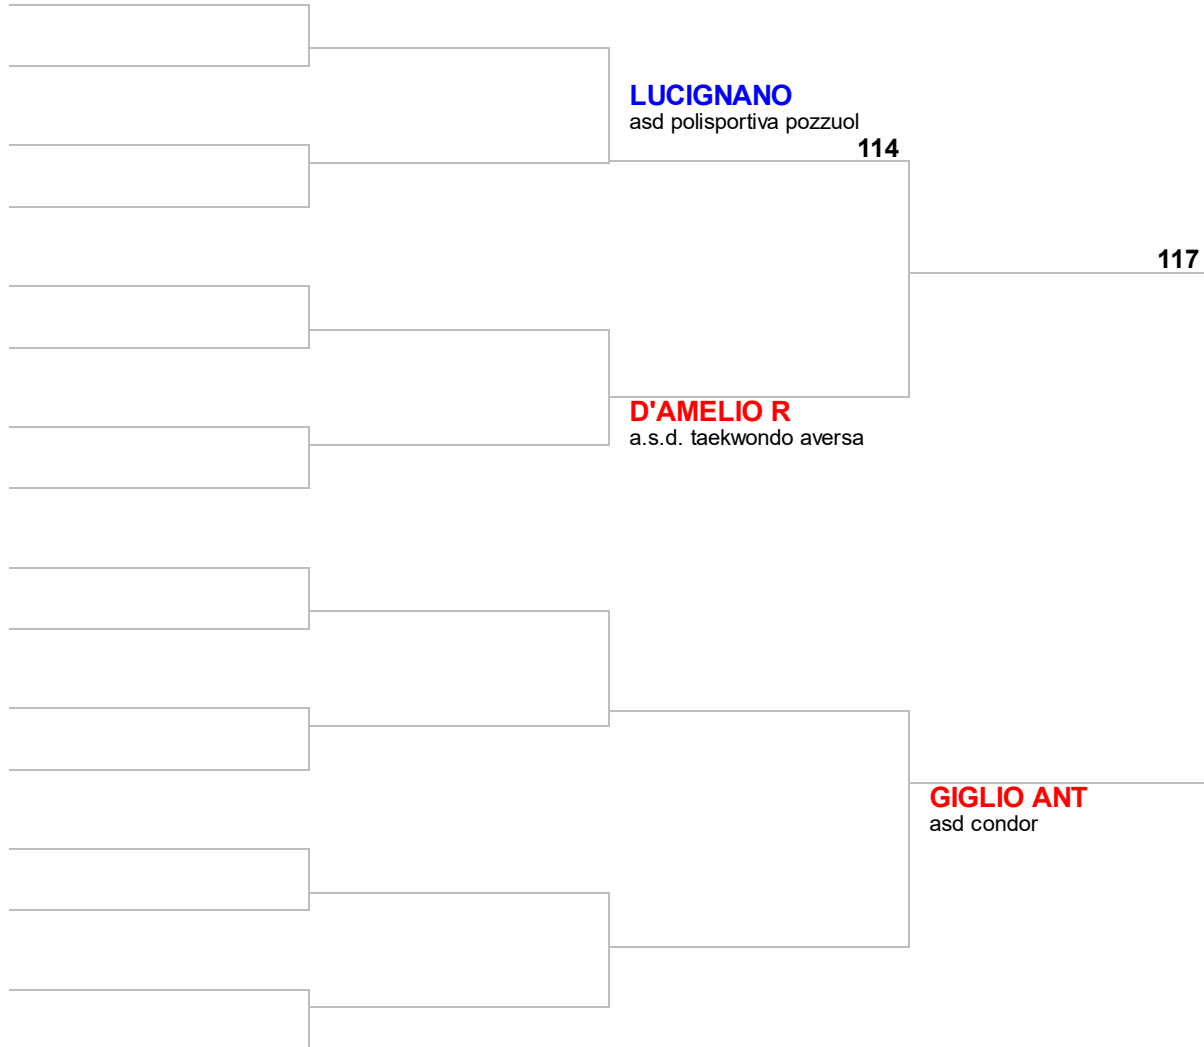 LUCIGNANO
asd polisportiva pozzuol
114
117
D'AMELIO R
a.s.d. taekwondo aversa
GIGLIO ANT
asd condor